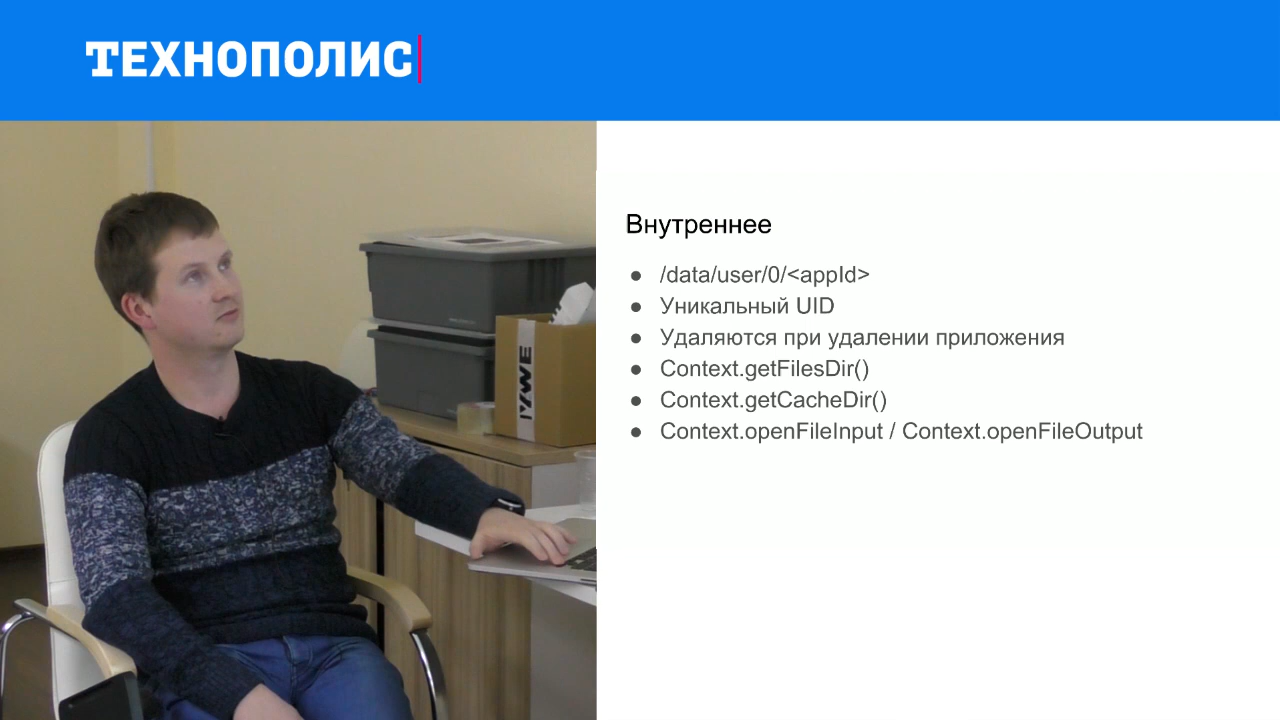 ТЕХНОПОЛИС
Внутреннее
/data/user/0/<appId>
Уникальный UID
Удаляются при удалении приложения
Context.getFilesDir()
Context.getCacheDir()
Context.openFileInput / Context.openFileOutput